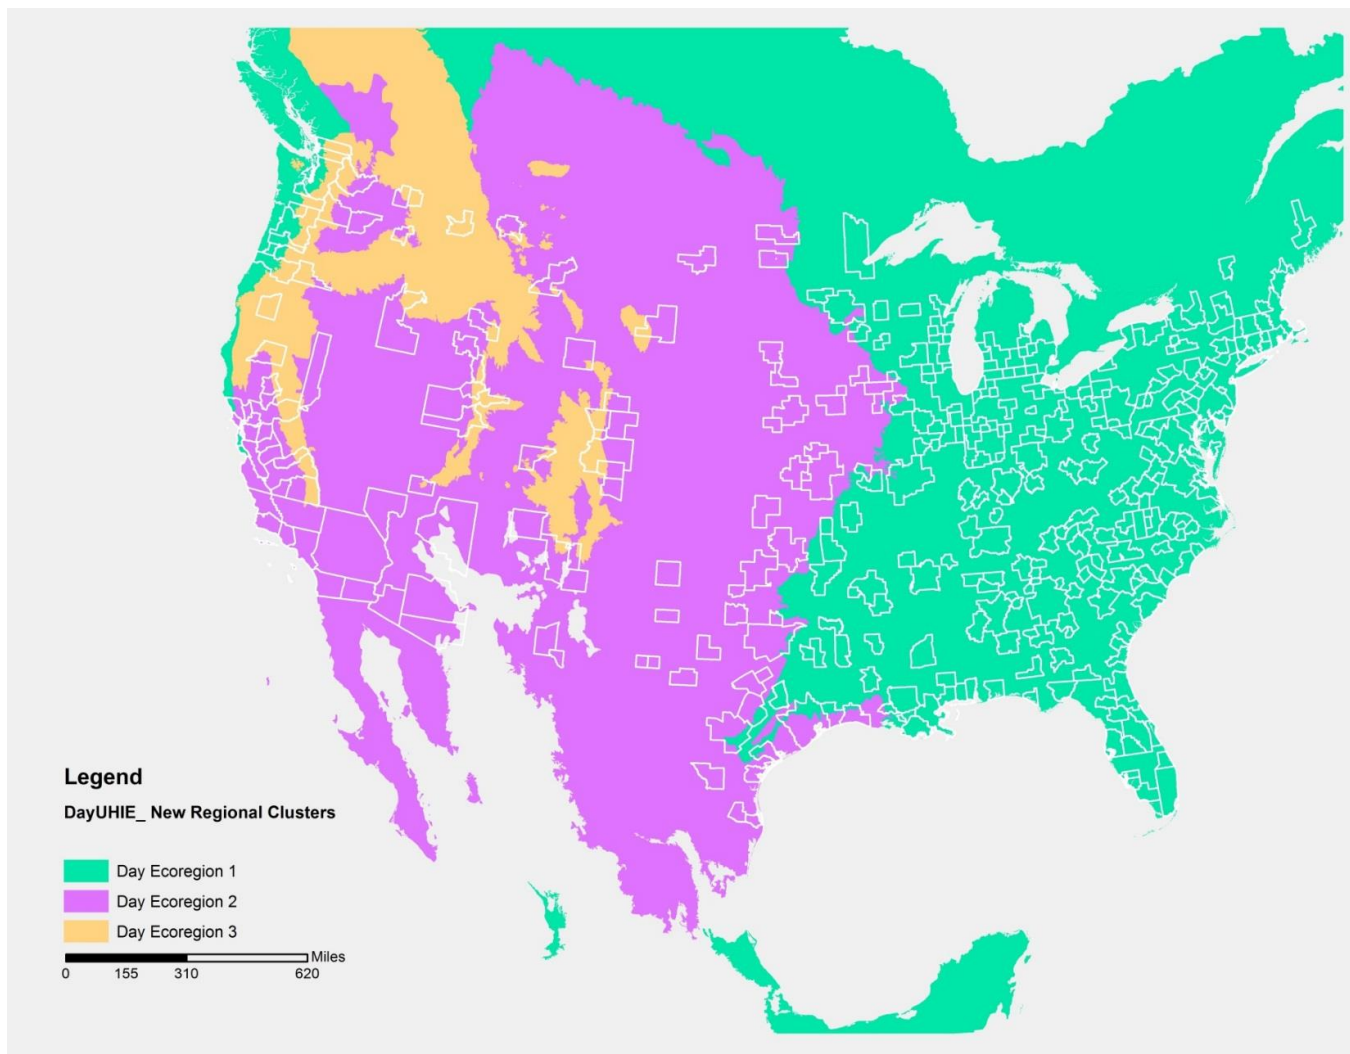 Legend
DayUHIE_ New Regional Clusters
Day Ecoregion 1
Day Ecoregion 2
Day Ecoregion 3
Miles
0 155 310 620